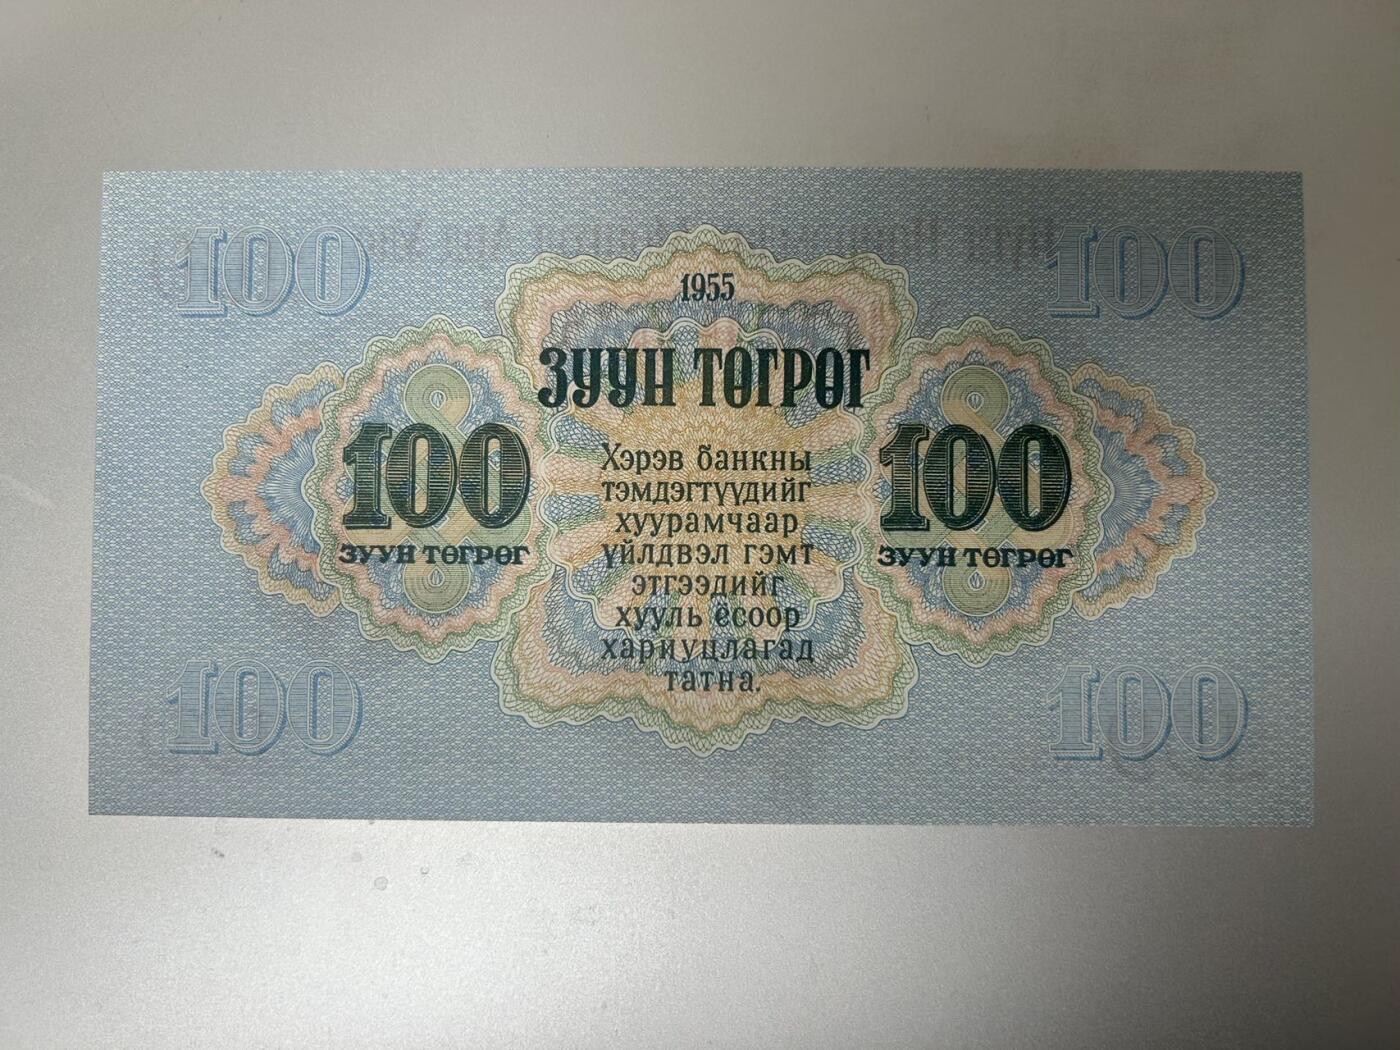 100 100
1955
ЗУУН ТӨГРӨГ
100 100
ЗУУН ТӨГРӨГ ЗУУН ТӨГРӨГ
Хэрэв банкны
тэмдэгтүүдийг
хуурамчаар
үйлдвэл гэмт
этгээдийг
хууль ёсоор
хариуцлагад
татна.
100 100